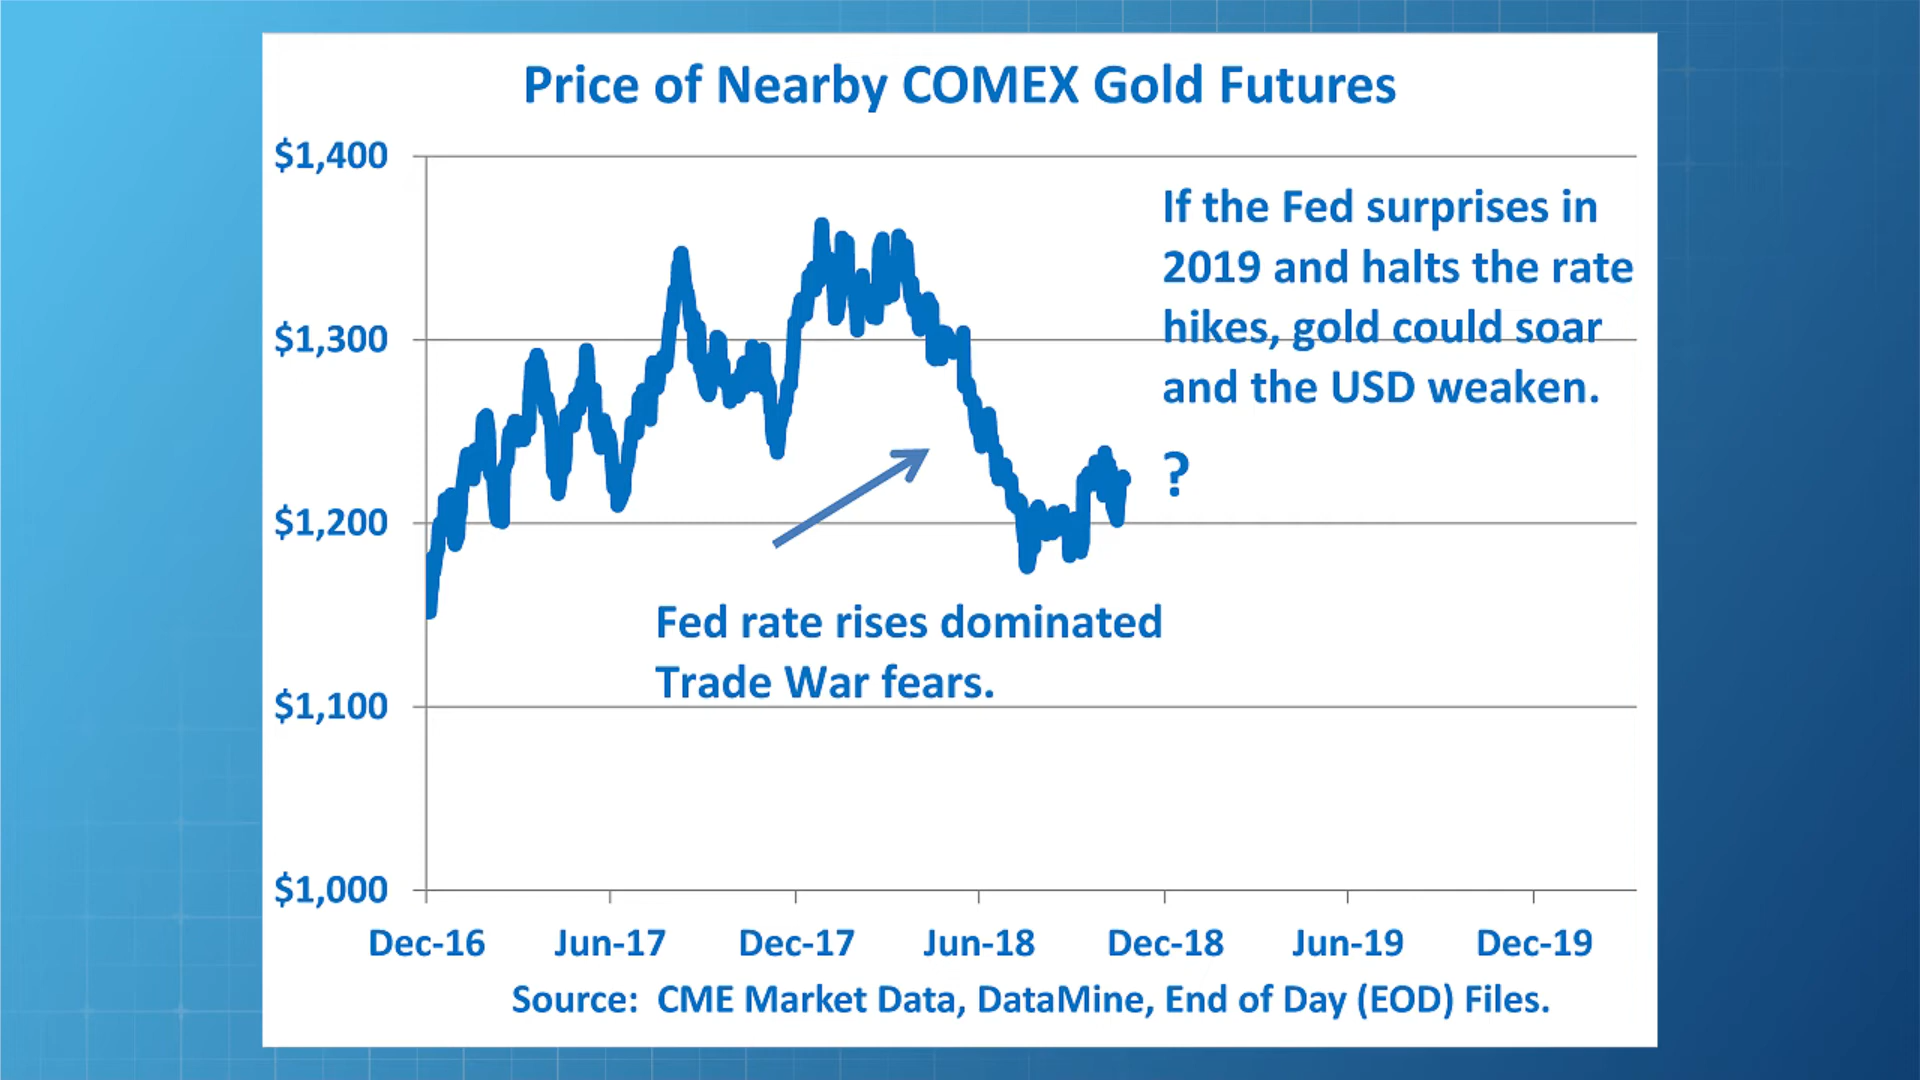 Price of Nearby COMEX Gold Futures
$1,400
If the Fed surprises in
2019 and halts the rate
hikes, gold could soar
and the USD weaken.
$1,300
?
$1,200
Fed rate rises dominated
Trade War fears.
$1,100
$1,000
Dec-16 Jun-17 Dec-17 Jun-18 Dec-18 Jun-19 Dec-19
Source: CME Market Data, DataMine, End of Day (EOD) Files.